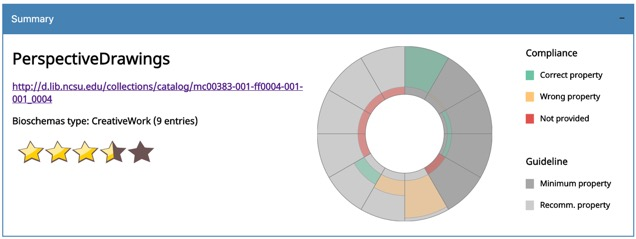 Summary
PerspectiveDrawings
http://d.lib.ncsu.edu/collections/catalog/mc00383-001-ff0004-001-
001_0004
Bioschemas type: CreativeWork (9 entries)
Compliance
Correct property
Wrong property
Not provided
Guideline
Minimum property
Recomm. property